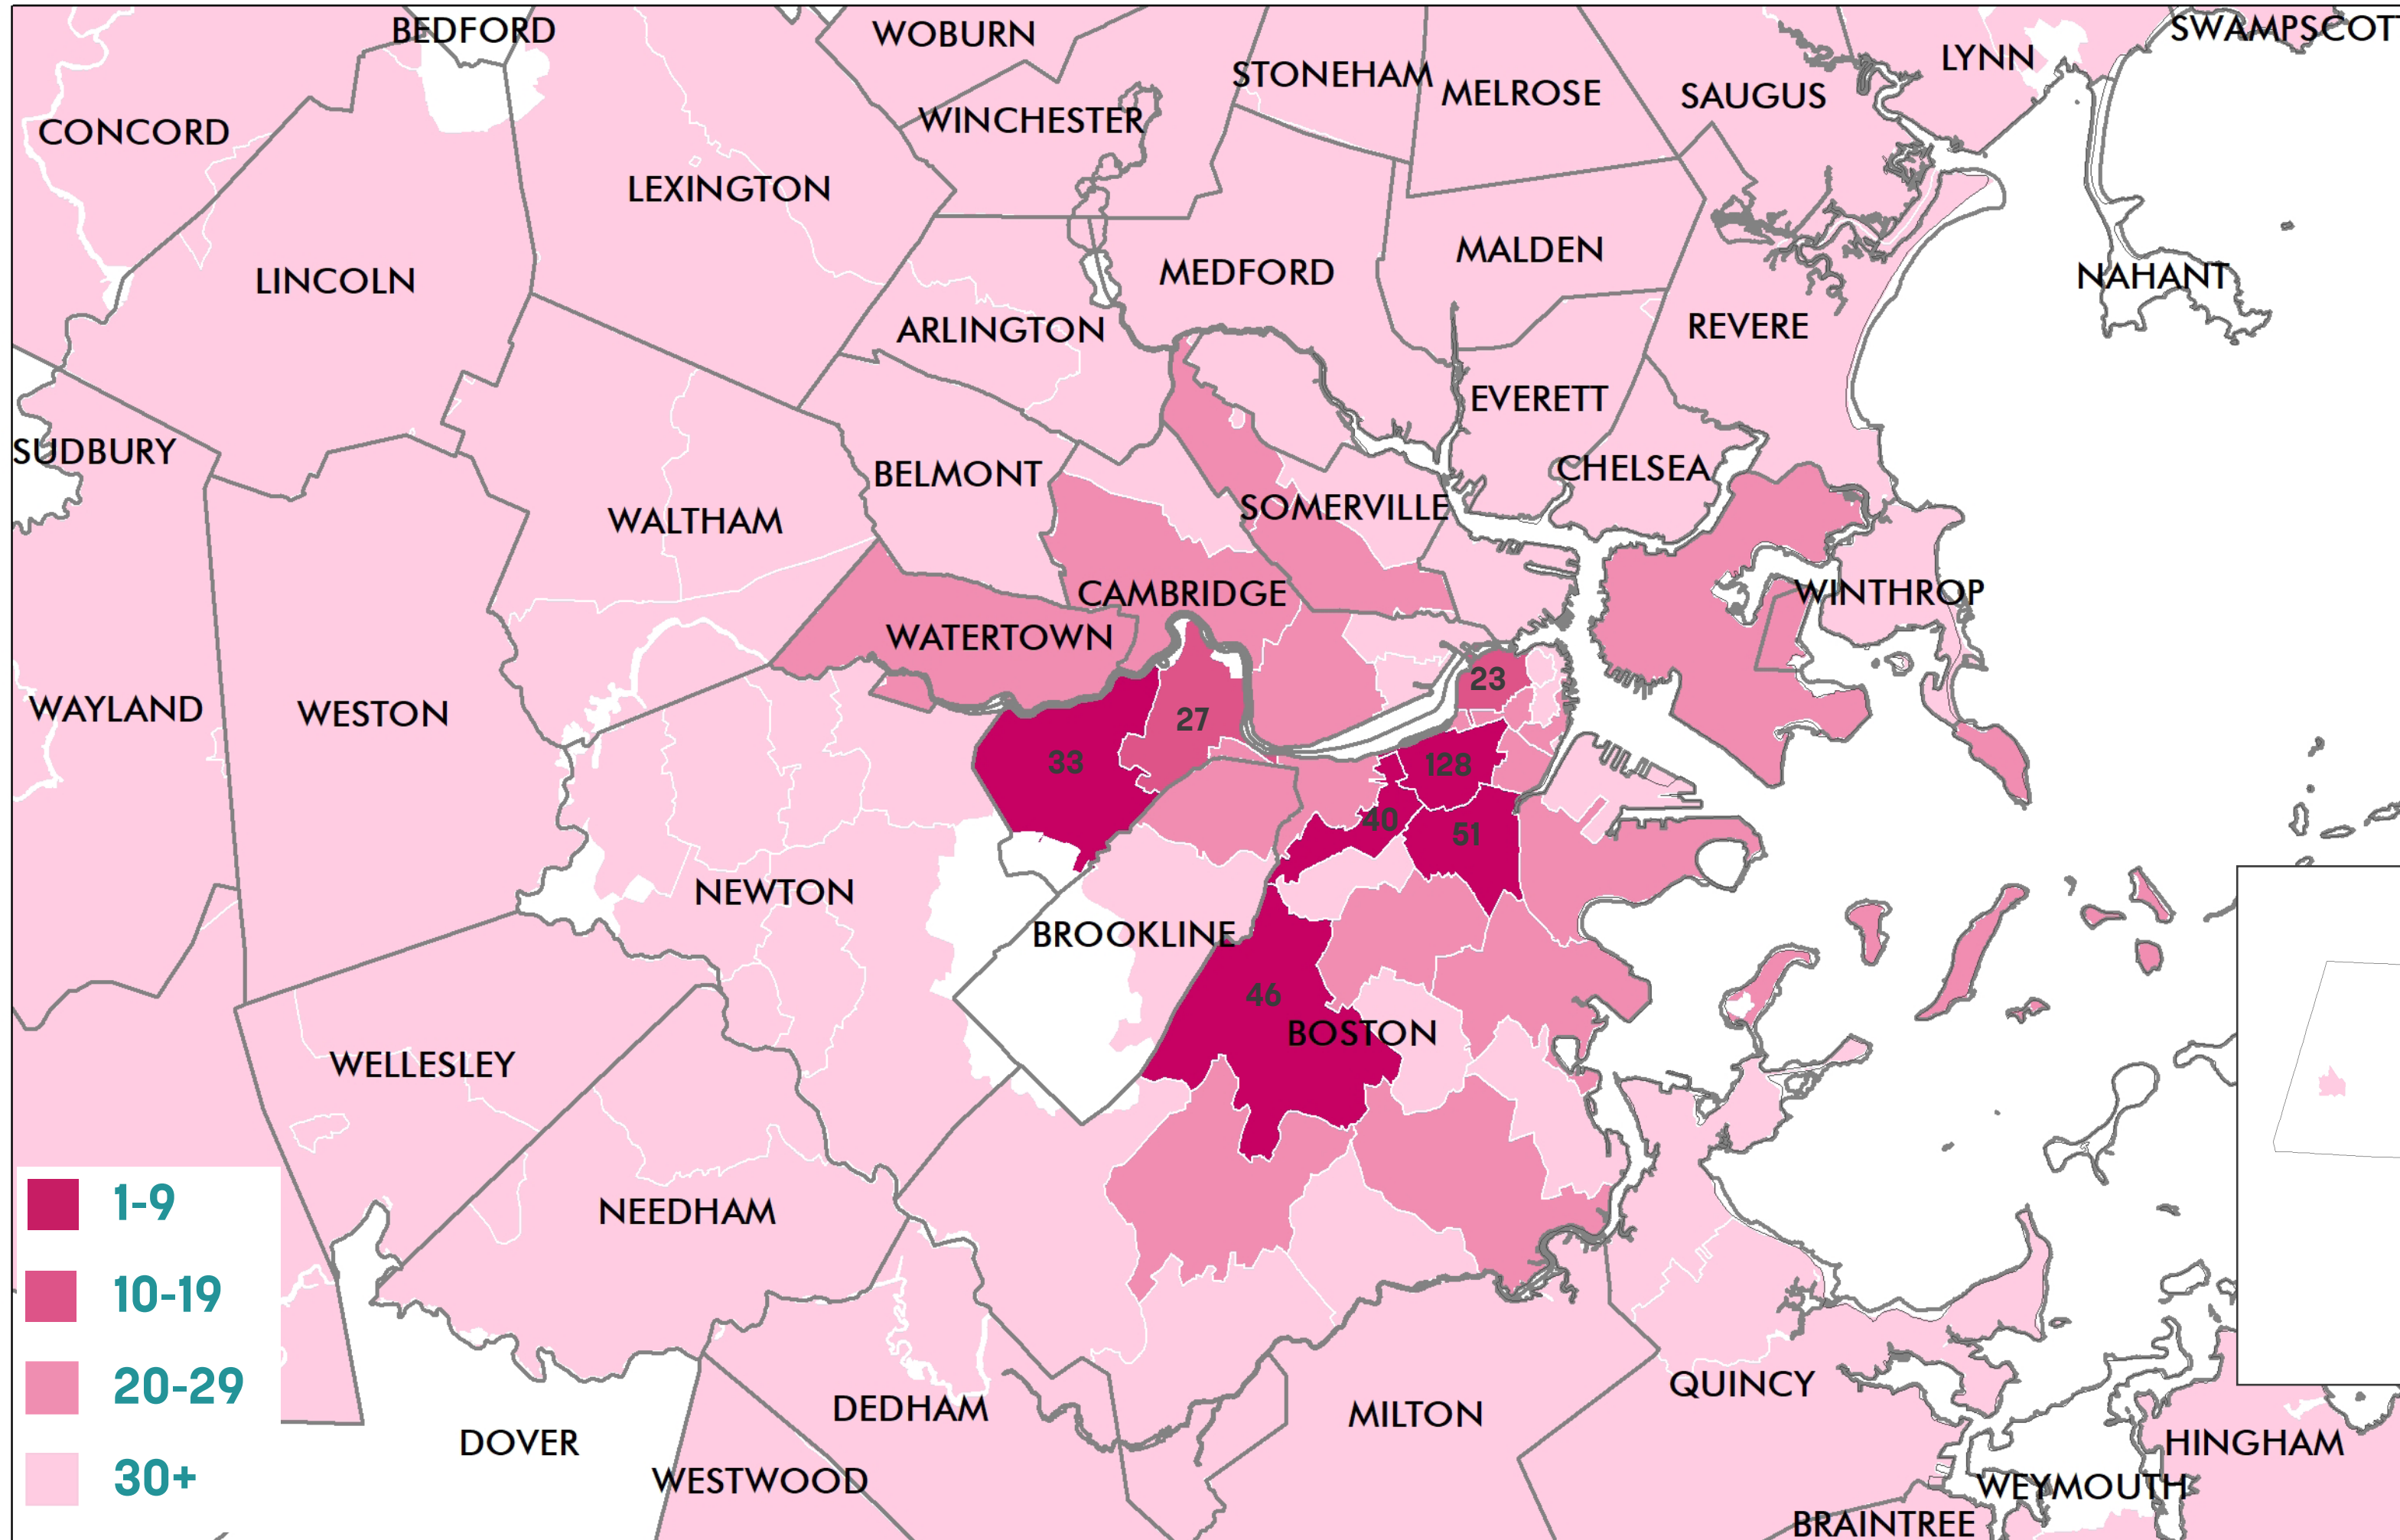 BEDFORD
WOBURN
SWAMPSCOT
LYNN
STONEHAM
MELROSE
SAUGUS
WINCHESTER
CONCORD
LEXINGTON
MALDEN
MEDFORD
NAHANT
LINCOLN
ARLINGTON
REVERE
EVERETT
SUDBURY
BELMONT
CHELSEA
SOMERVILLE
WALTHAM
CAMBRIDGE
WINTHROP
WATERTOWN
23
WAYLAND
WESTON
27
33
128
40
51
NEWTON
BROOKLINE
46
BOSTON
WELLESLEY
1-9
NEEDHAM
10-19
20-29
QUINCY
DEDHAM
MILTON
DOVER
HINGHAM
30+
WESTWOOD
WEYMOUTH
BRAINTREE